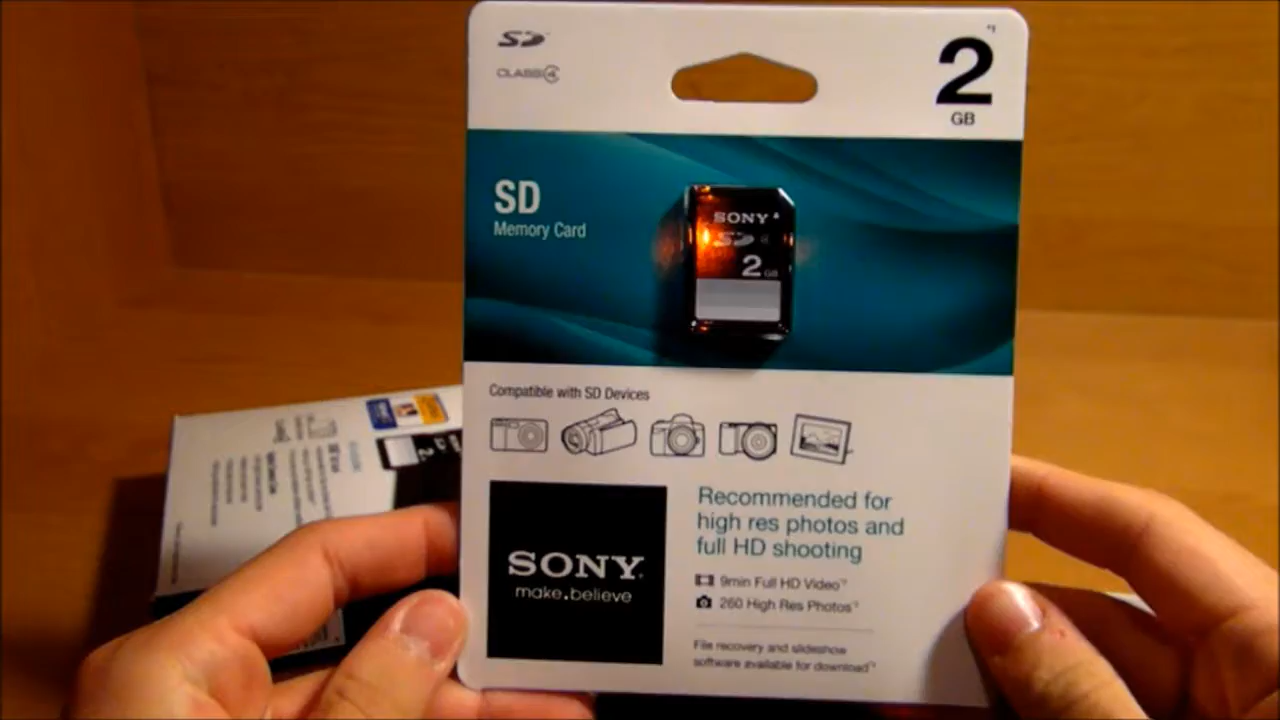 SD
CLASS 4
2
GB
SD
Memory Card
SONY
SD
2 GB
Compatible with SD Devices
SONY
make.believe
Recommended for
high res photos and
full HD shooting
9min Full HD Video
260 High Res Photos
File recovery and slideshow
software available for download